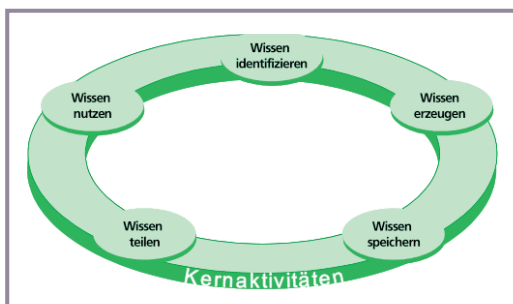 Wissen
identifizieren
Wissen
nutzen
Wissen
erzeugen
Wissen
teilen
Wissen
speichern
Kernaktivitäten